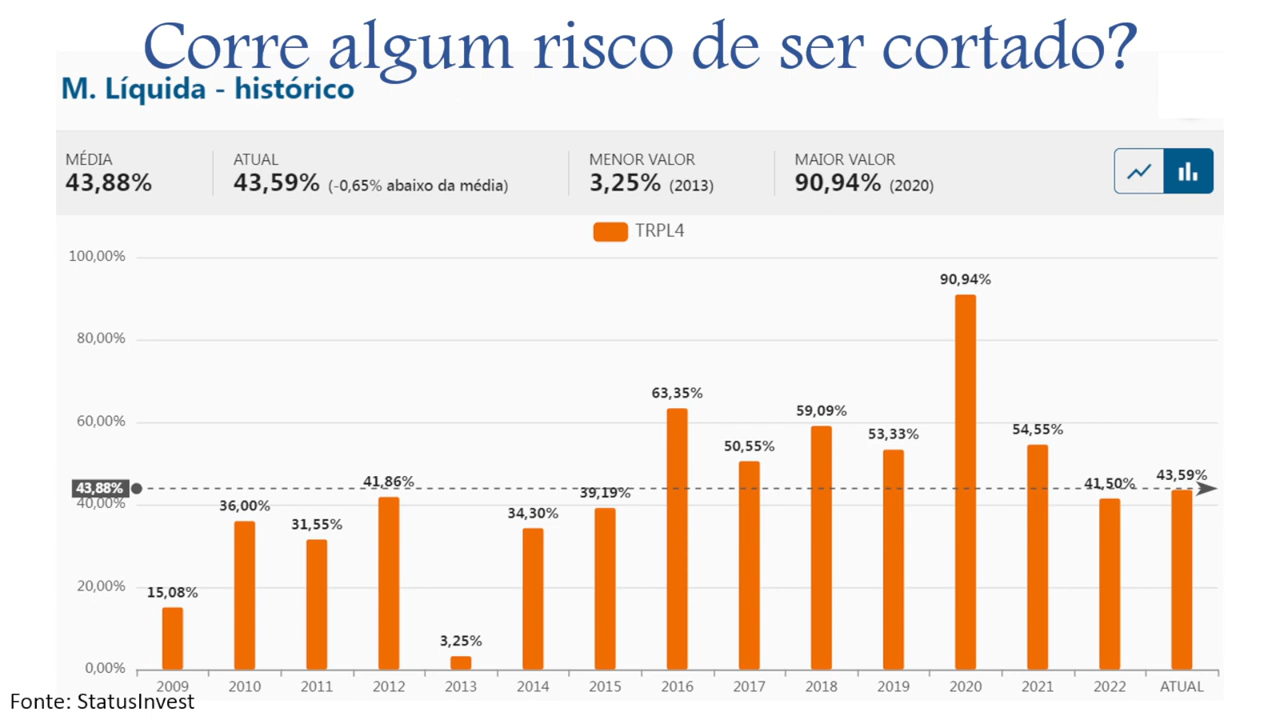 Corre algum risco de ser cortado?
M. Líquida - histórico
MÉDIA
43,88%
ATUAL
43,59% (-0,65% abaixo da média)
MENOR VALOR
3,25% (2013)
MAIOR VALOR
90,94% (2020)
TRPL4
100,00%
80,00%
60,00%
43,88%
40,00%
20,00%
0,00%
15,08%
36,00%
31,55%
41,86%
3,25%
34,30%
39,19%
63,35%
50,55%
59,09%
53,33%
90,94%
54,55%
41,50%
43,59%
2009 2010 2011 2012 2013 2014 2015 2016 2017 2018 2019 2020 2021 2022 ATUAL
Fonte: StatusInvest